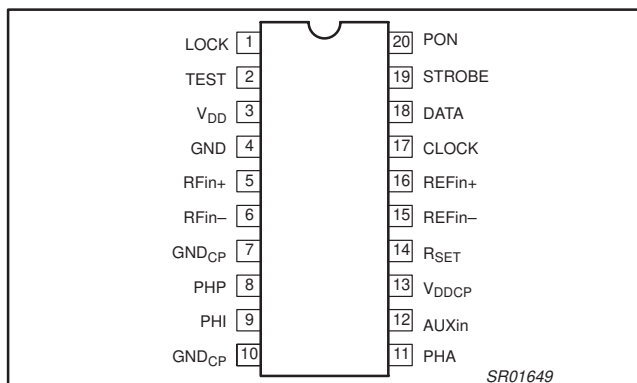 LOCK 1 20 PON
TEST 2 19 STROBE
VDD 3 18 DATA
GND 4 17 CLOCK
RFin+ 5 16 REFin+
RFin– 6 15 REFin–
GNDCP 7 14 RSET
PHP 8 13 VDDCP
PHI 9 12 AUXin
GNDCP 10 11 PHA
SR01649